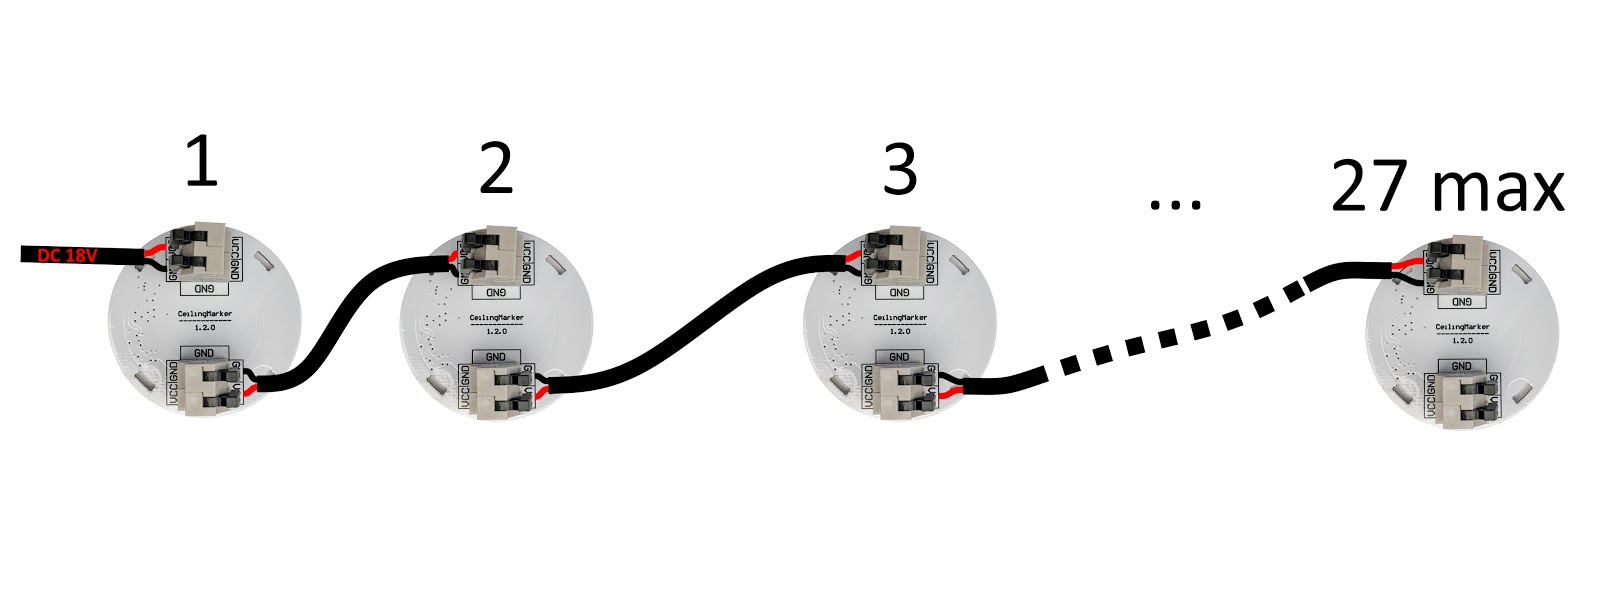 1
2
3
...
27 max
DC 18V
VCC GND
GND
CeilingMarker
1.2.0
GND
VCC GND
VCC GND
GND
CeilingMarker
1.2.0
GND
VCC GND
VCC GND
GND
CeilingMarker
1.2.0
GND
VCC GND
VCC GND
GND
CeilingMarker
1.2.0
GND
VCC GND